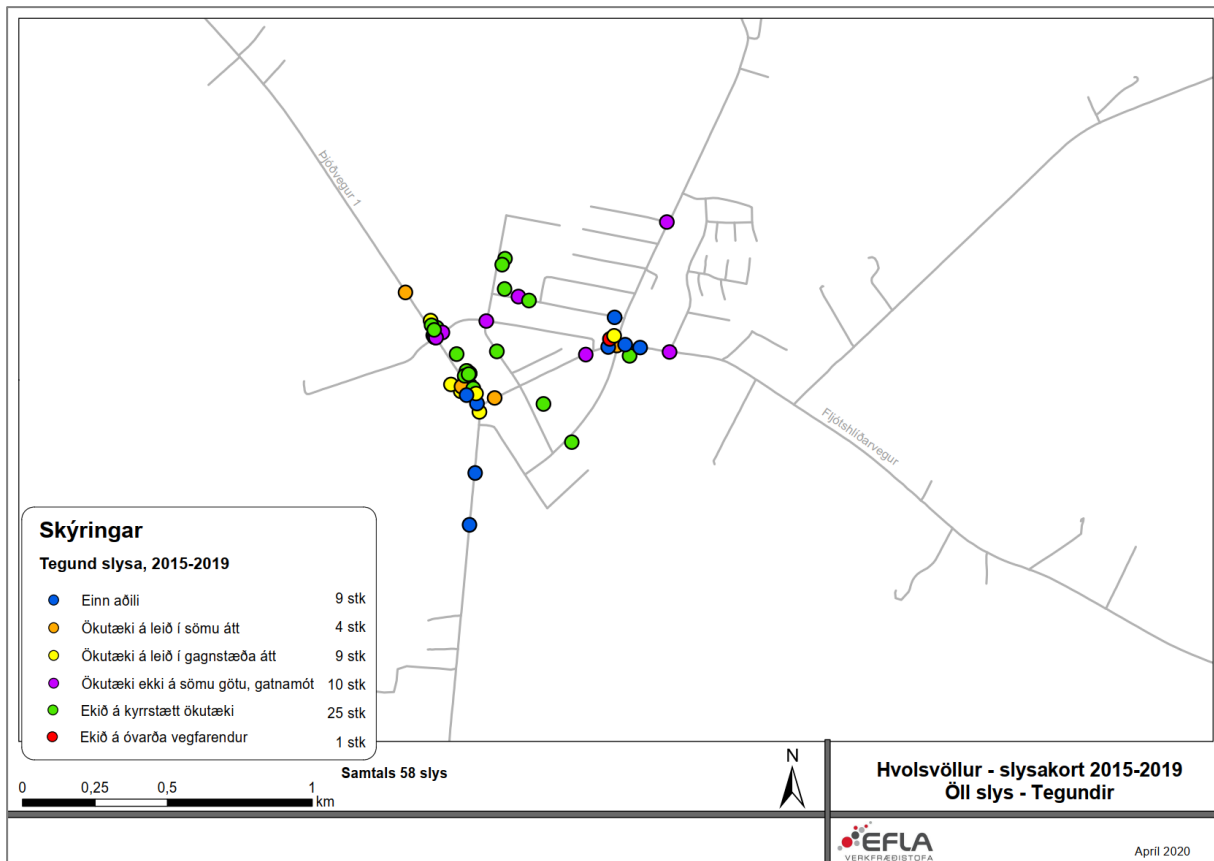 Þjóðvegur 1
Fljótshlíðarvegur
Skýringar
Tegund slysa, 2015-2019
Einn aðili 9 stk
Ökutæki á leið í sömu átt 4 stk
Ökutæki á leið í gagnstæða átt 9 stk
Ökutæki ekki á sömu götu, gatnamót 10 stk
Ekið á kyrrstætt ökutæki 25 stk
Ekið á óvarða vegfarendur 1 stk
Samtals 58 slys
0 0,25 0,5 1
km
N
Hvolsvöllur - slysakort 2015-2019
Öll slys - Tegundir
EFLA
VERKFRÆÐISTOFA
Apríl 2020